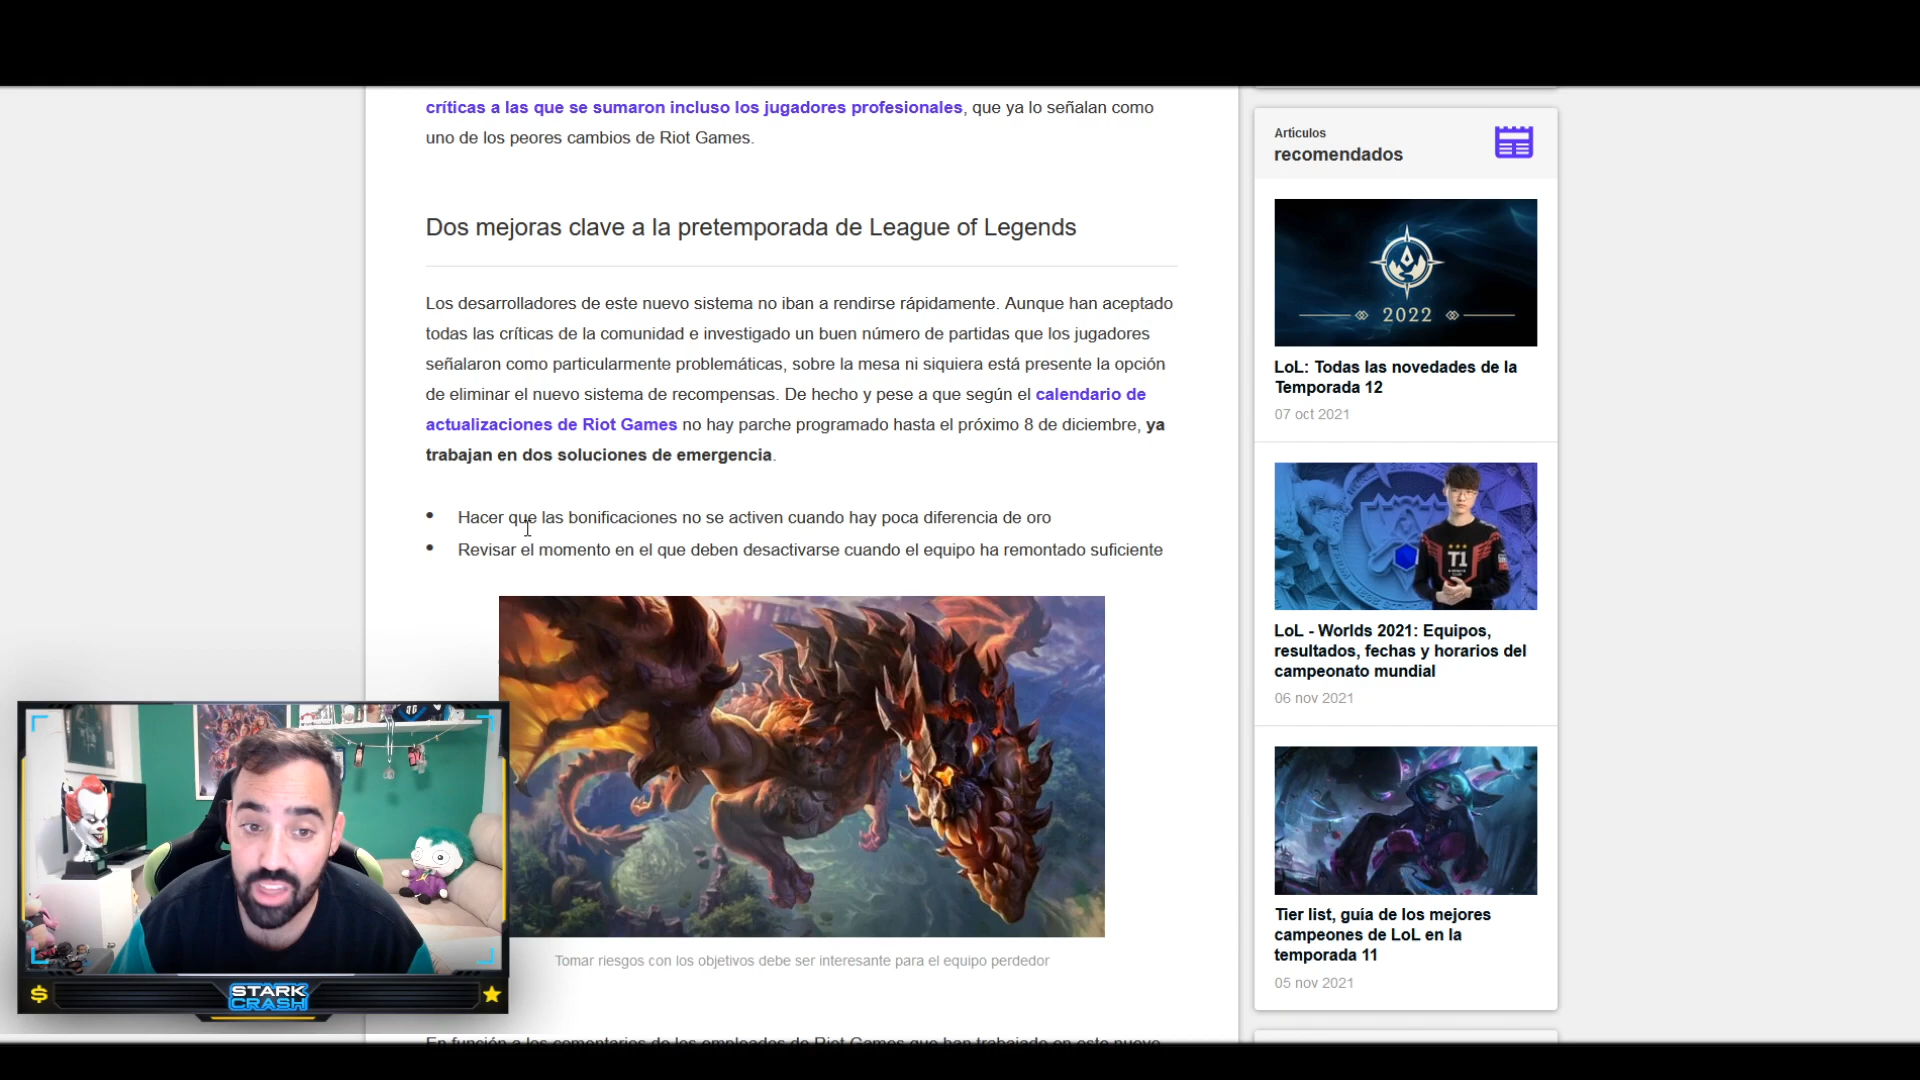 críticas a las que se sumaron incluso los jugadores profesionales, que ya lo señalan como
uno de los peores cambios de Riot Games.
Dos mejoras clave a la pretemporada de League of Legends
Los desarrolladores de este nuevo sistema no iban a rendirse rápidamente. Aunque han aceptado
todas las críticas de la comunidad e investigado un buen número de partidas que los jugadores
señalaron como particularmente problemáticas, sobre la mesa ni siquiera está presente la opción
de eliminar el nuevo sistema de recompensas. De hecho y pese a que según el calendario de
actualizaciones de Riot Games no hay parche programado hasta el próximo 8 de diciembre, ya
trabajan en dos soluciones de emergencia.
• Hacer que las bonificaciones no se activen cuando hay poca diferencia de oro
• Revisar el momento en el que deben desactivarse cuando el equipo ha remontado suficiente
Tomar riesgos con los objetivos debe ser interesante para el equipo perdedor
En función a los comentarios de los empleados de Riot Games que han trabajado en este nuevo
Articulos
recomendados
2022
LoL: Todas las novedades de la
Temporada 12
07 oct 2021
T1
LoL - Worlds 2021: Equipos,
resultados, fechas y horarios del
campeonato mundial
06 nov 2021
Tier list, guía de los mejores
campeones de LoL en la
temporada 11
05 nov 2021
$
STARK
CRASH